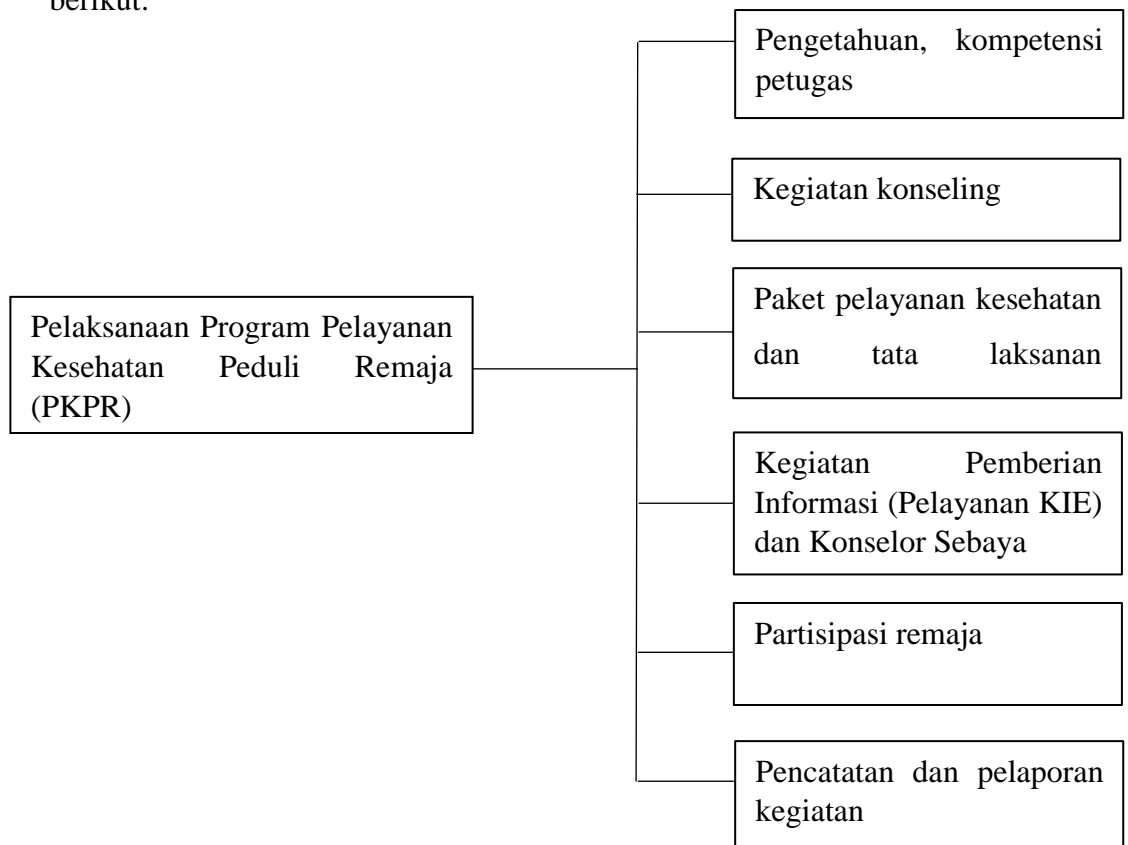 berikut.
Pengetahuan, kompetensi
petugas
Kegiatan konseling
Paket pelayanan kesehatan
dan tata laksanan
Pelaksanaan Program Pelayanan
Kesehatan Peduli Remaja
(PKPR)
Kegiatan Pemberian
Informasi (Pelayanan KIE)
dan Konselor Sebaya
Partisipasi remaja
Pencatatan dan pelaporan
kegiatan